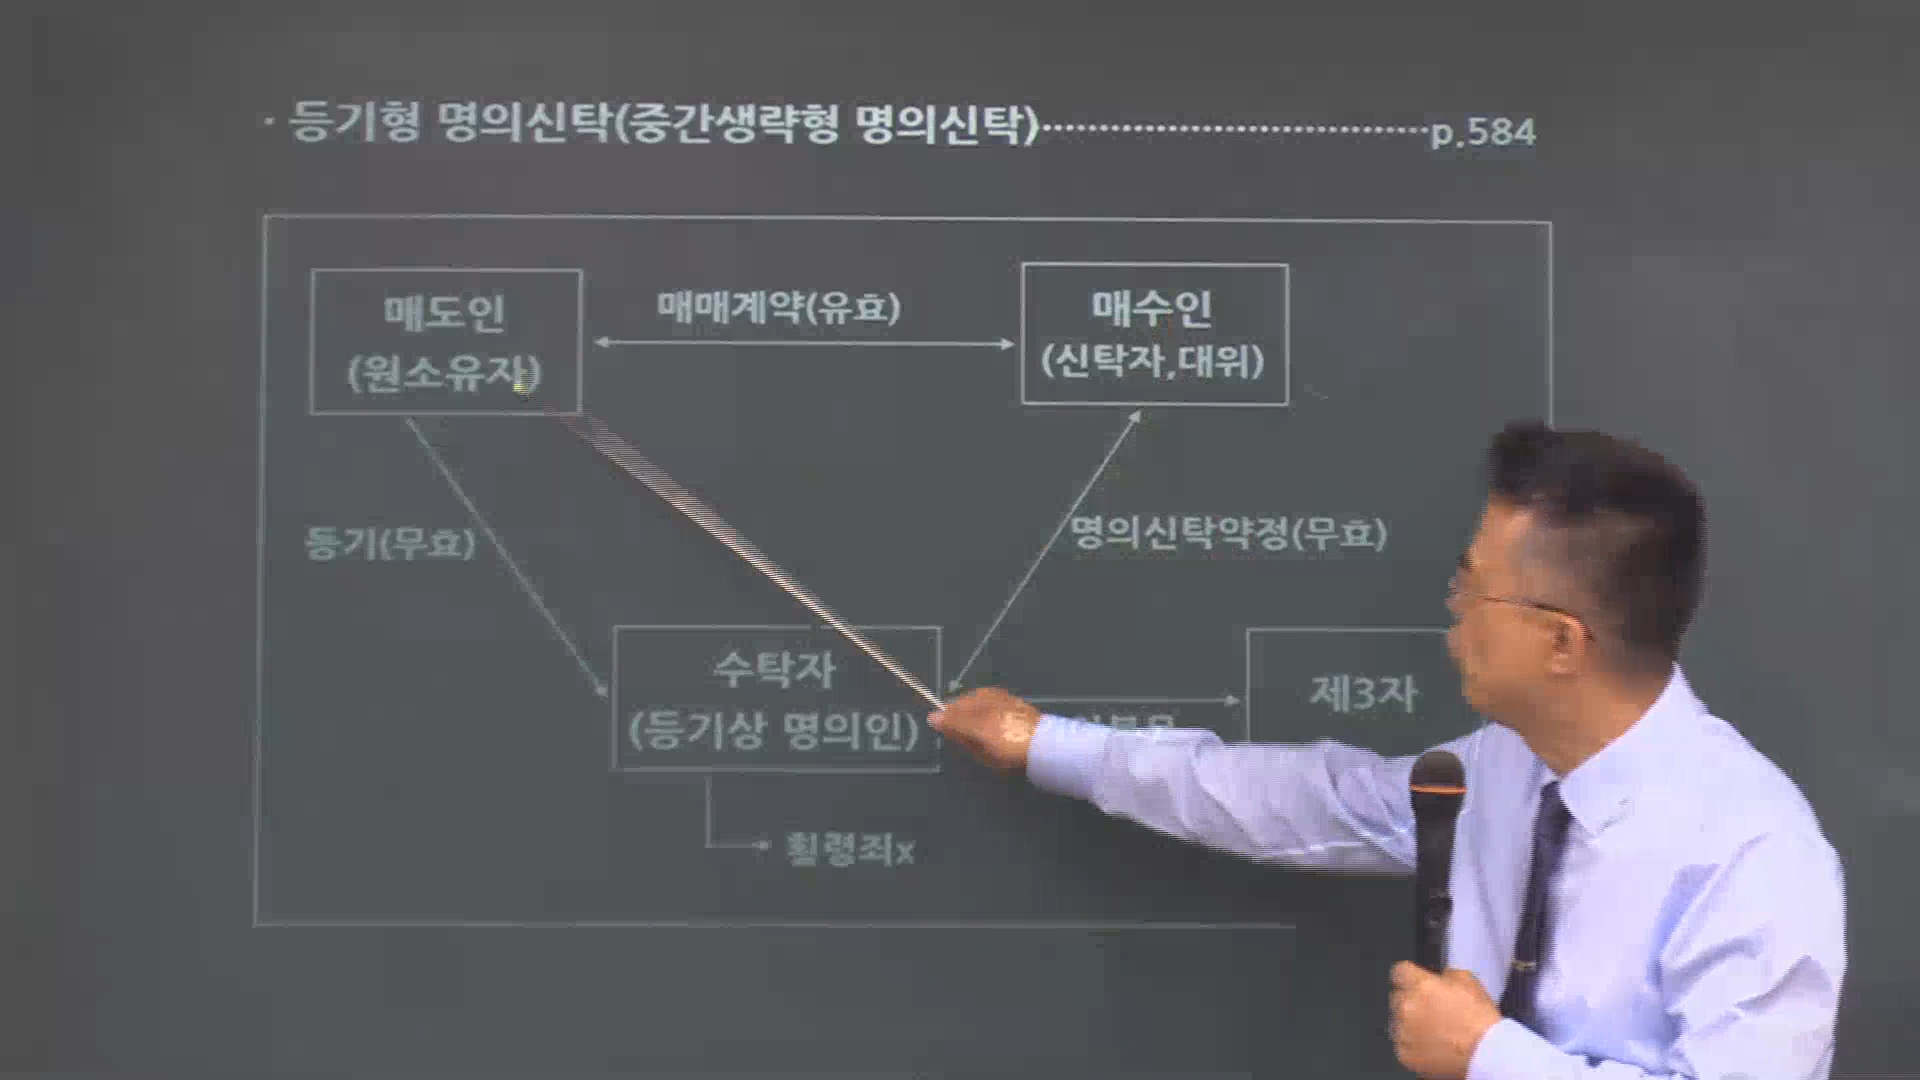 · 등기형 명의신탁(중간생략형 명의신탁)································p.584
매도인
(원소유자)
매매계약(유효)
매수인
(신탁자,대위)
등기(무효)
명의신탁약정(무효)
수탁자
(등기상 명의인)
제3자
횡령죄x